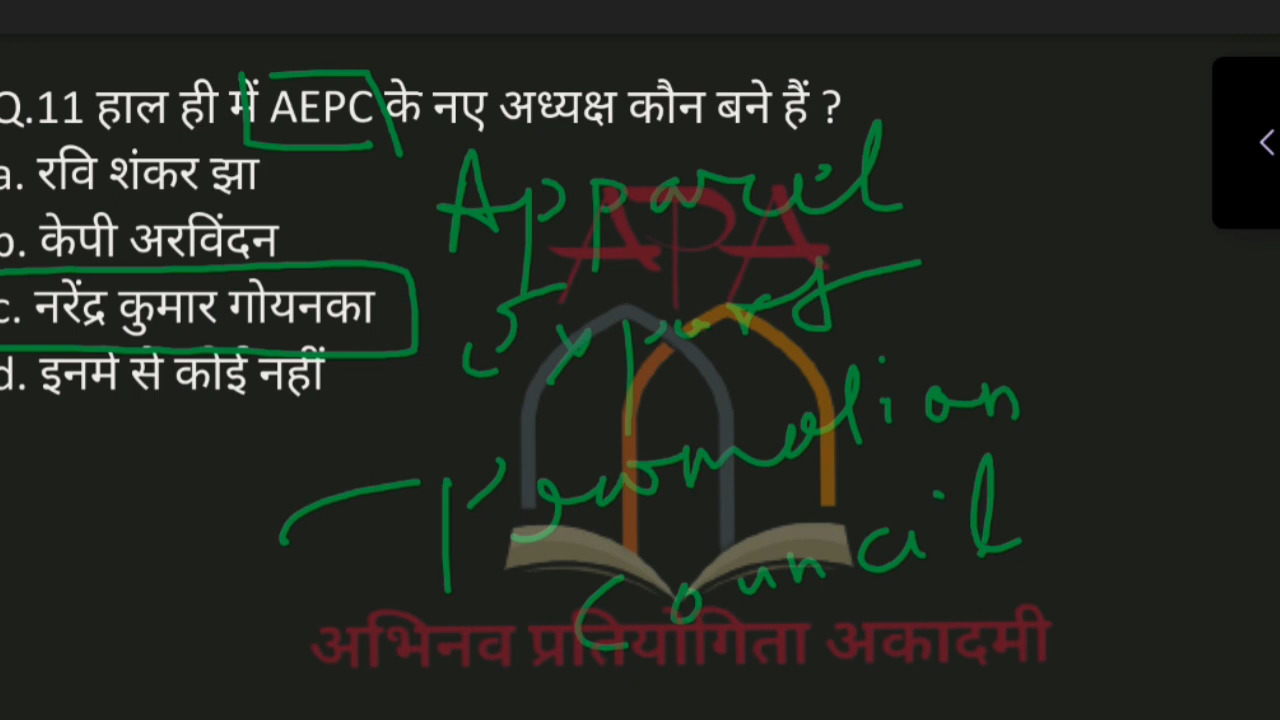 Q.11 हाल ही में AEPC के नए अध्यक्ष कौन बने हैं ?
a. रवि शंकर झा
b. केपी अरविंदन
c. नरेंद्र कुमार गोयनका
d. इनमे से कोई नहीं
Apparel
APA
export
Promotion
Council
अभिनव प्रतियोगिता अकादमी